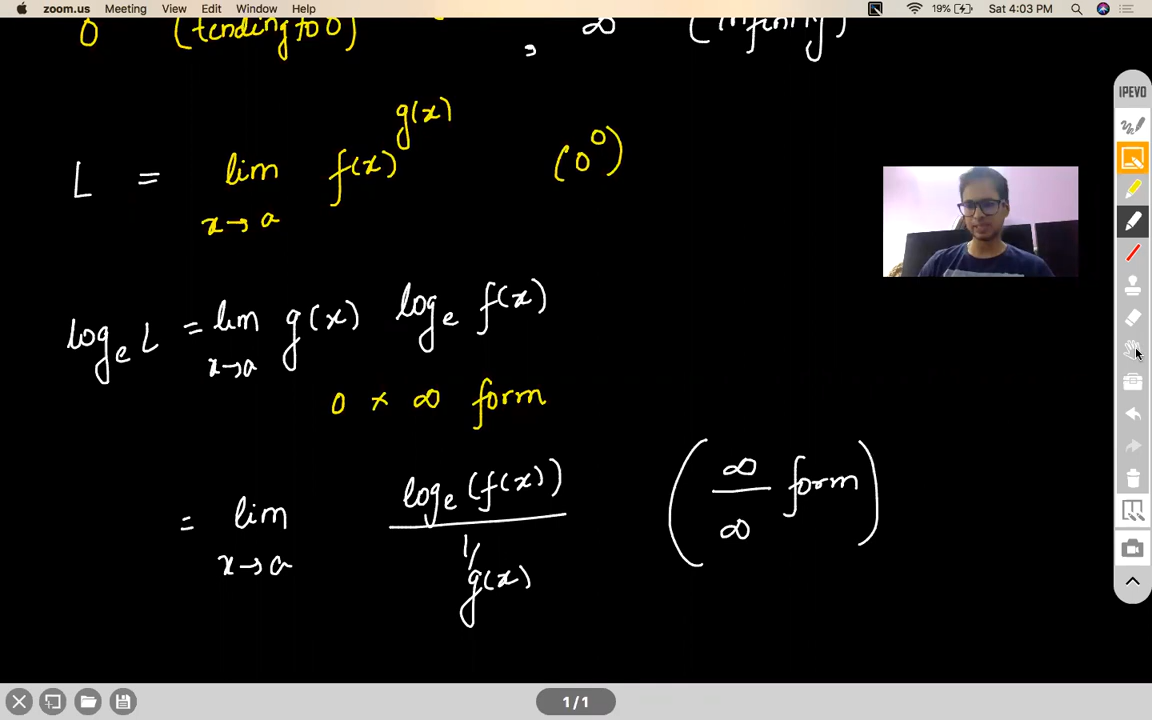 zoom.us Meeting View Edit Window Help 19% Sat 4:03 PM
0 (tending to 0) , ∞ (infinity)
IPEVO
L = lim x→a f(x)^g(x) (0^0)
log_e L = lim x→a g(x) log_e f(x)
0 × ∞ form
= lim x→a log_e (f(x)) / 1/g(x) (∞/∞ form)
1/1